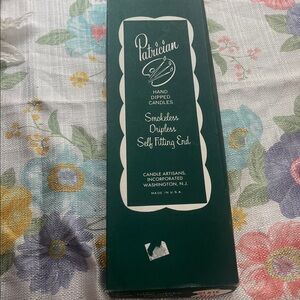 Patrician
HAND
DIPPED
CANDLES
Smokeless
Dripless
Self Fitting End
CANDLE ARTISANS,
INCORPORATED
WASHINGTON, N.J.
MADE IN U.S.A.